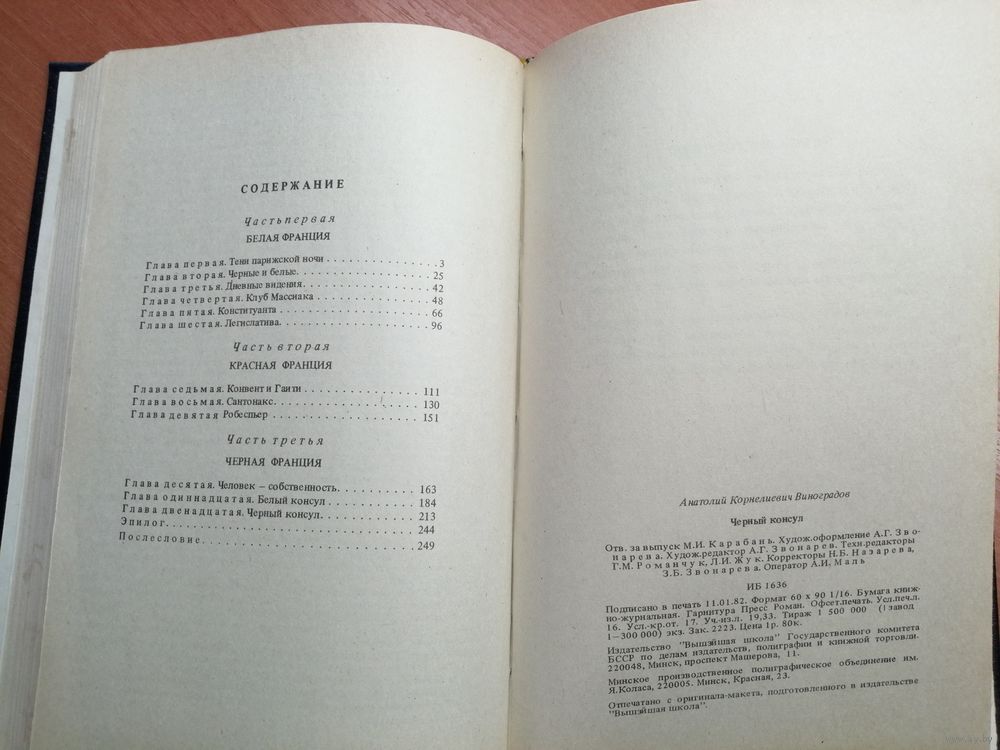 СОДЕРЖАНИЕ
Часть первая
БЕЛАЯ ФРАНЦИЯ
Глава первая. Тени парижской ночи . . . . . . . . . . . . . . 3
Глава вторая. Черные и белые. . . . . . . . . . . . . . . . . 25
Глава третья. Дневные видения. . . . . . . . . . . . . . . . 42
Глава четвертая. Клуб Массиака . . . . . . . . . . . . . . 48
Глава пятая. Конституанта . . . . . . . . . . . . . . . . . . 66
Глава шестая. Легислатива. . . . . . . . . . . . . . . . . . 96
Часть вторая
КРАСНАЯ ФРАНЦИЯ
Глава седьмая. Конвент и Гаити . . . . . . . . . . . . . . 111
Глава восьмая. Сантонакс. . . . . . . . . . . . . . . . . . 130
Глава девятая Робеспьер . . . . . . . . . . . . . . . . . . 151
Часть третья
ЧЕРНАЯ ФРАНЦИЯ
Глава десятая. Человек – собственность. . . . . . . . . . 163
Глава одиннадцатая. Белый консул . . . . . . . . . . . 184
Глава двенадцатая. Черный консул. . . . . . . . . . . . 213
Эпилог. . . . . . . . . . . . . . . . . . . . . . . . . . . . 244
Послесловие. . . . . . . . . . . . . . . . . . . . . . . . 249
Анатолий Корнелиевич Виноградов
Черный консул
Отв. за выпуск М.И. Карабань. Худож.оформление А.Г. Зво-
нарева. Худож.редактор А.Г. Звонарев. Техн.редакторы
Г.М. Романчук, Л.И. Жук. Корректоры Н.Б. Назарева,
З.Б. Звонарева. Оператор А.И. Маль
ИБ 1636
Подписано в печать 11.01.82. Формат 60 х 90 1/16. Бумага книж-
но-журнальная. Гарнитура Пресс Роман. Офсет.печать. Усл.печ.л.
16. Усл.-кр.от. 17. Уч.-изд.л. 19,33. Тираж 1 500 000 (I завод
1–300 000) экз. Зак. 2223. Цена 1р. 80к.
Издательство "Вышэйшая школа" Государственного комитета
БССР по делам издательств, полиграфии и книжной торговли.
220048, Минск, проспект Машерова, 11.
Минское производственное полиграфическое объединение им.
Я.Коласа, 220005. Минск, Красная, 23.
Отпечатано с оригинала-макета, подготовленного в издательстве
"Вышэйшая школа".